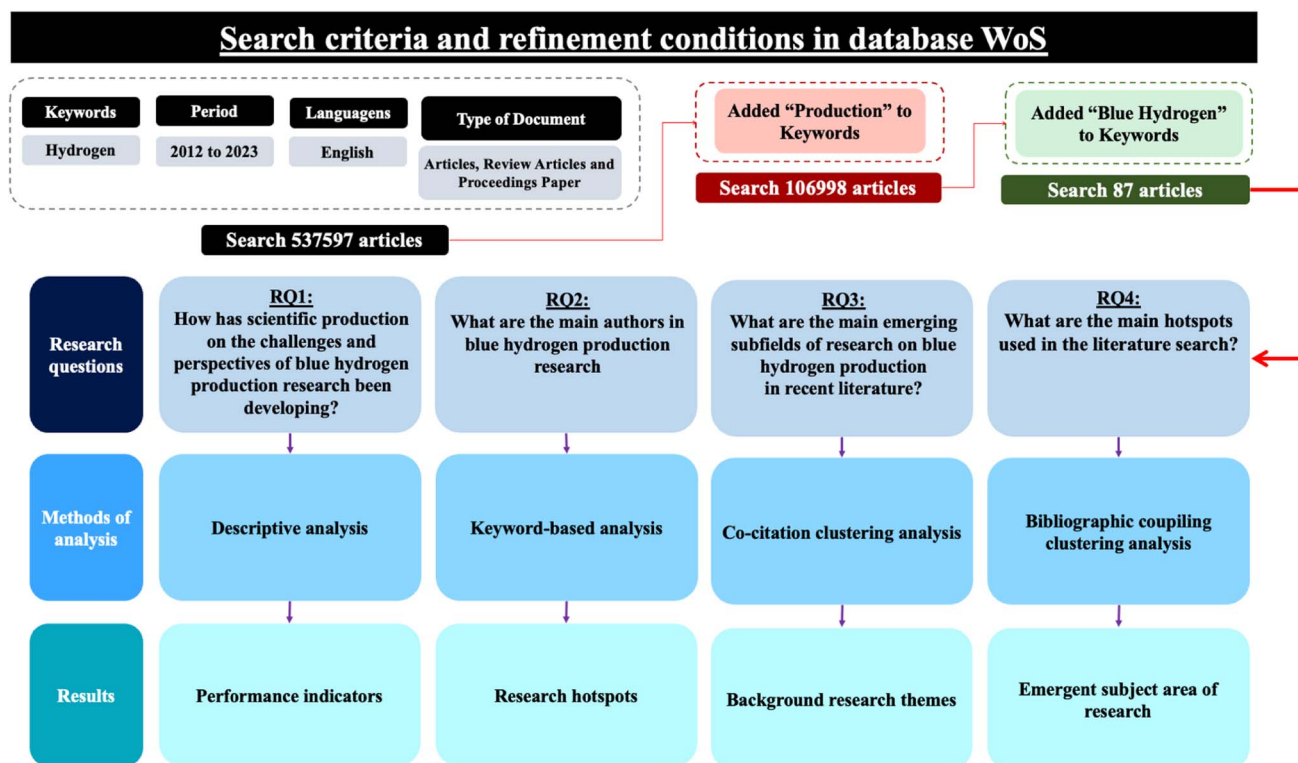 Search criteria and refinement conditions in database WoS
Keywords
Hydrogen
Period
2012 to 2023
Languagens
English
Type of Document
Articles, Review Articles and
Proceedings Paper
Search 537597 articles
Added “Production” to
Keywords
Search 106998 articles
Added “Blue Hydrogen”
to Keywords
Search 87 articles
Research
questions
RQ1:
How has scientific production
on the challenges and
perspectives of blue hydrogen
production research been
developing?
RQ2:
What are the main authors in
blue hydrogen production
research
RQ3:
What are the main emerging
subfields of research on blue
hydrogen production
in recent literature?
RQ4:
What are the main hotspots
used in the literature search?
Methods of
analysis
Descriptive analysis
Keyword-based analysis
Co-citation clustering analysis
Bibliographic coupiling
clustering analysis
Results
Performance indicators
Research hotspots
Background research themes
Emergent subject area of
research